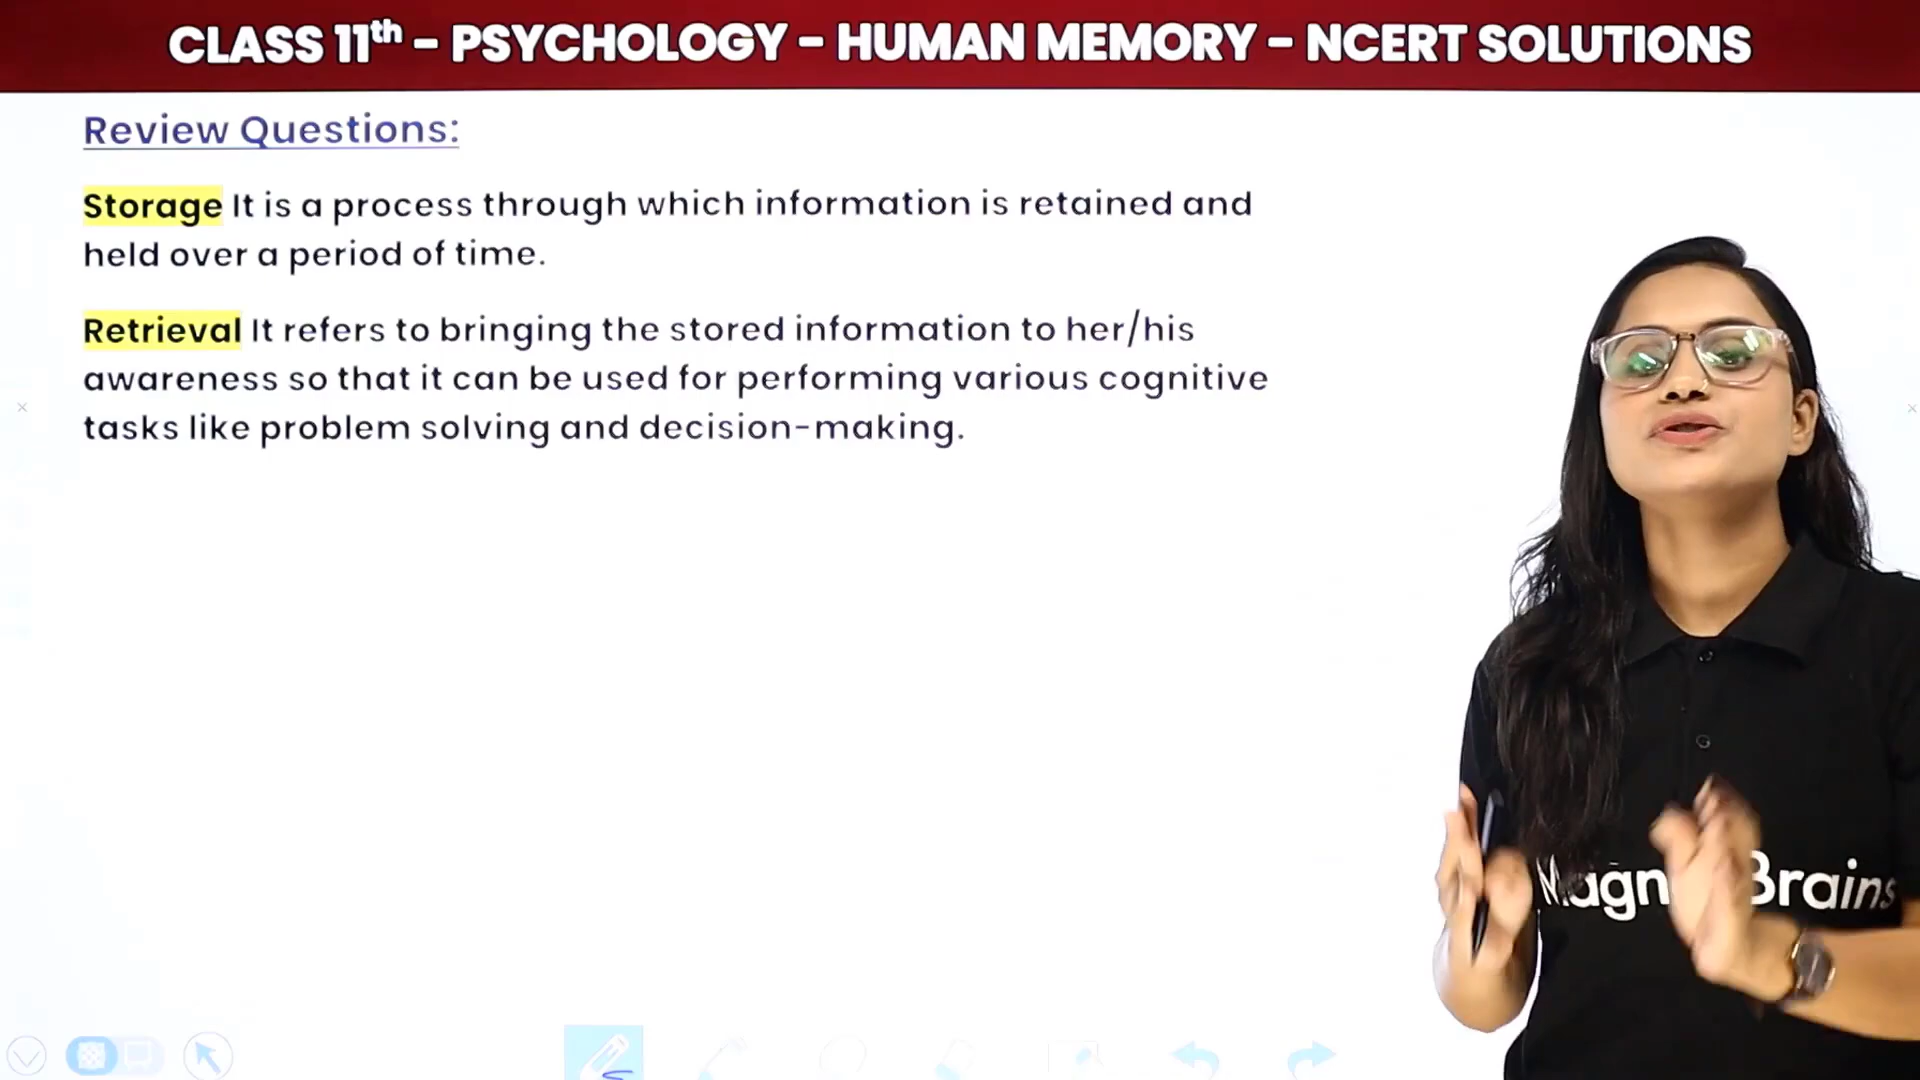 CLASS 11th - PSYCHOLOGY - HUMAN MEMORY - NCERT SOLUTIONS
Review Questions:
Storage It is a process through which information is retained and
held over a period of time.
Retrieval It refers to bringing the stored information to her/his
awareness so that it can be used for performing various cognitive
tasks like problem solving and decision-making.
Brains